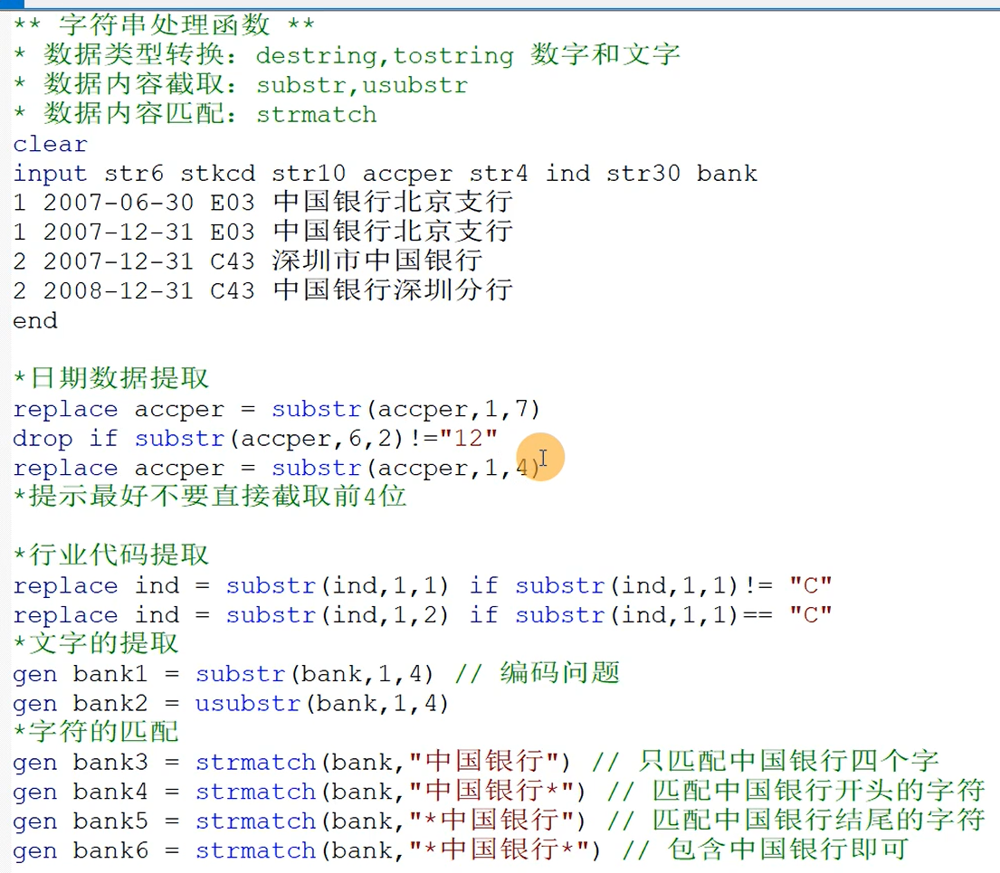 ** 字符串处理函数 **
* 数据类型转换：destring,tostring 数字和文字
* 数据内容截取：substr,usubstr
* 数据内容匹配：strmatch
clear
input str6 stkcd str10 accper str4 ind str30 bank
1 2007-06-30 E03 中国银行北京支行
1 2007-12-31 E03 中国银行北京支行
2 2007-12-31 C43 深圳市中国银行
2 2008-12-31 C43 中国银行深圳分行
end
*日期数据提取
replace accper = substr(accper,1,7)
drop if substr(accper,6,2)!="12"
replace accper = substr(accper,1,4)
*提示最好不要直接截取前4位
*行业代码提取
replace ind = substr(ind,1,1) if substr(ind,1,1)!= "C"
replace ind = substr(ind,1,2) if substr(ind,1,1)== "C"
*文字的提取
gen bank1 = substr(bank,1,4) // 编码问题
gen bank2 = usubstr(bank,1,4)
*字符的匹配
gen bank3 = strmatch(bank,"中国银行") // 只匹配中国银行四个字
gen bank4 = strmatch(bank,"中国银行*") // 匹配中国银行开头的字符
gen bank5 = strmatch(bank,"*中国银行") // 匹配中国银行结尾的字符
gen bank6 = strmatch(bank,"*中国银行*") // 包含中国银行即可